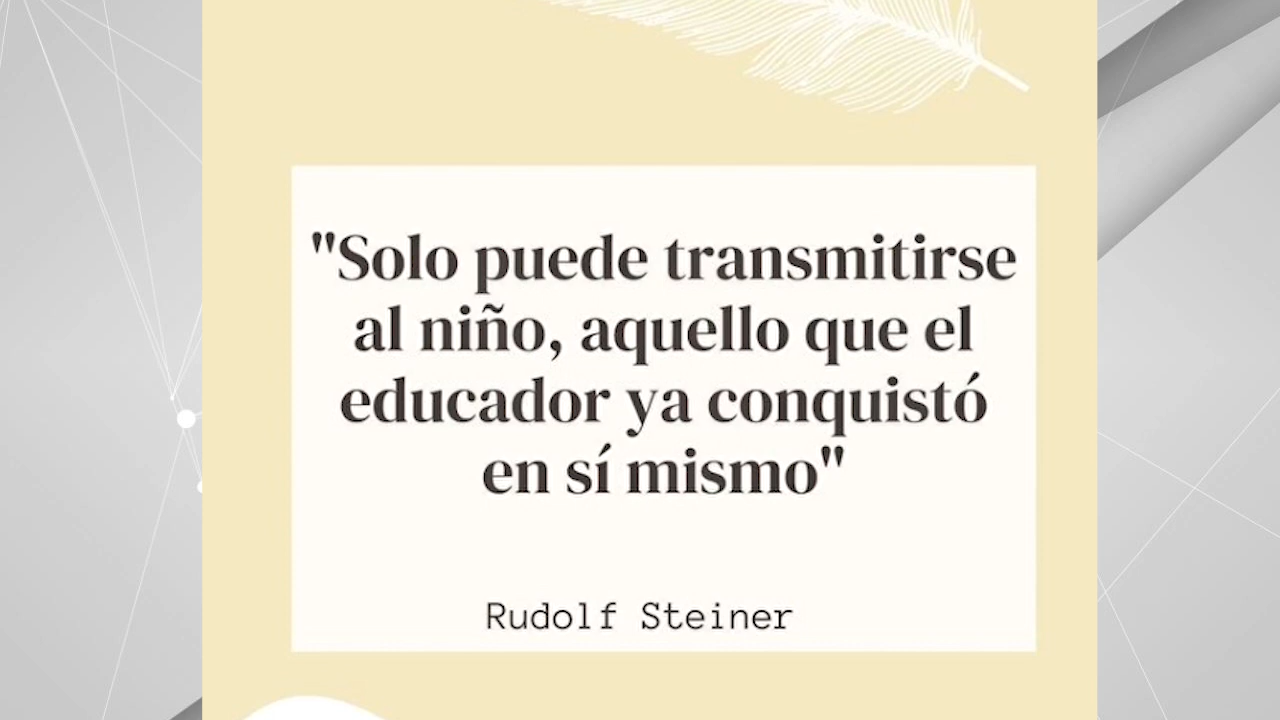 "Solo puede transmitirse
al niño, aquello que el
educador ya conquistó
en sí mismo"
Rudolf Steiner